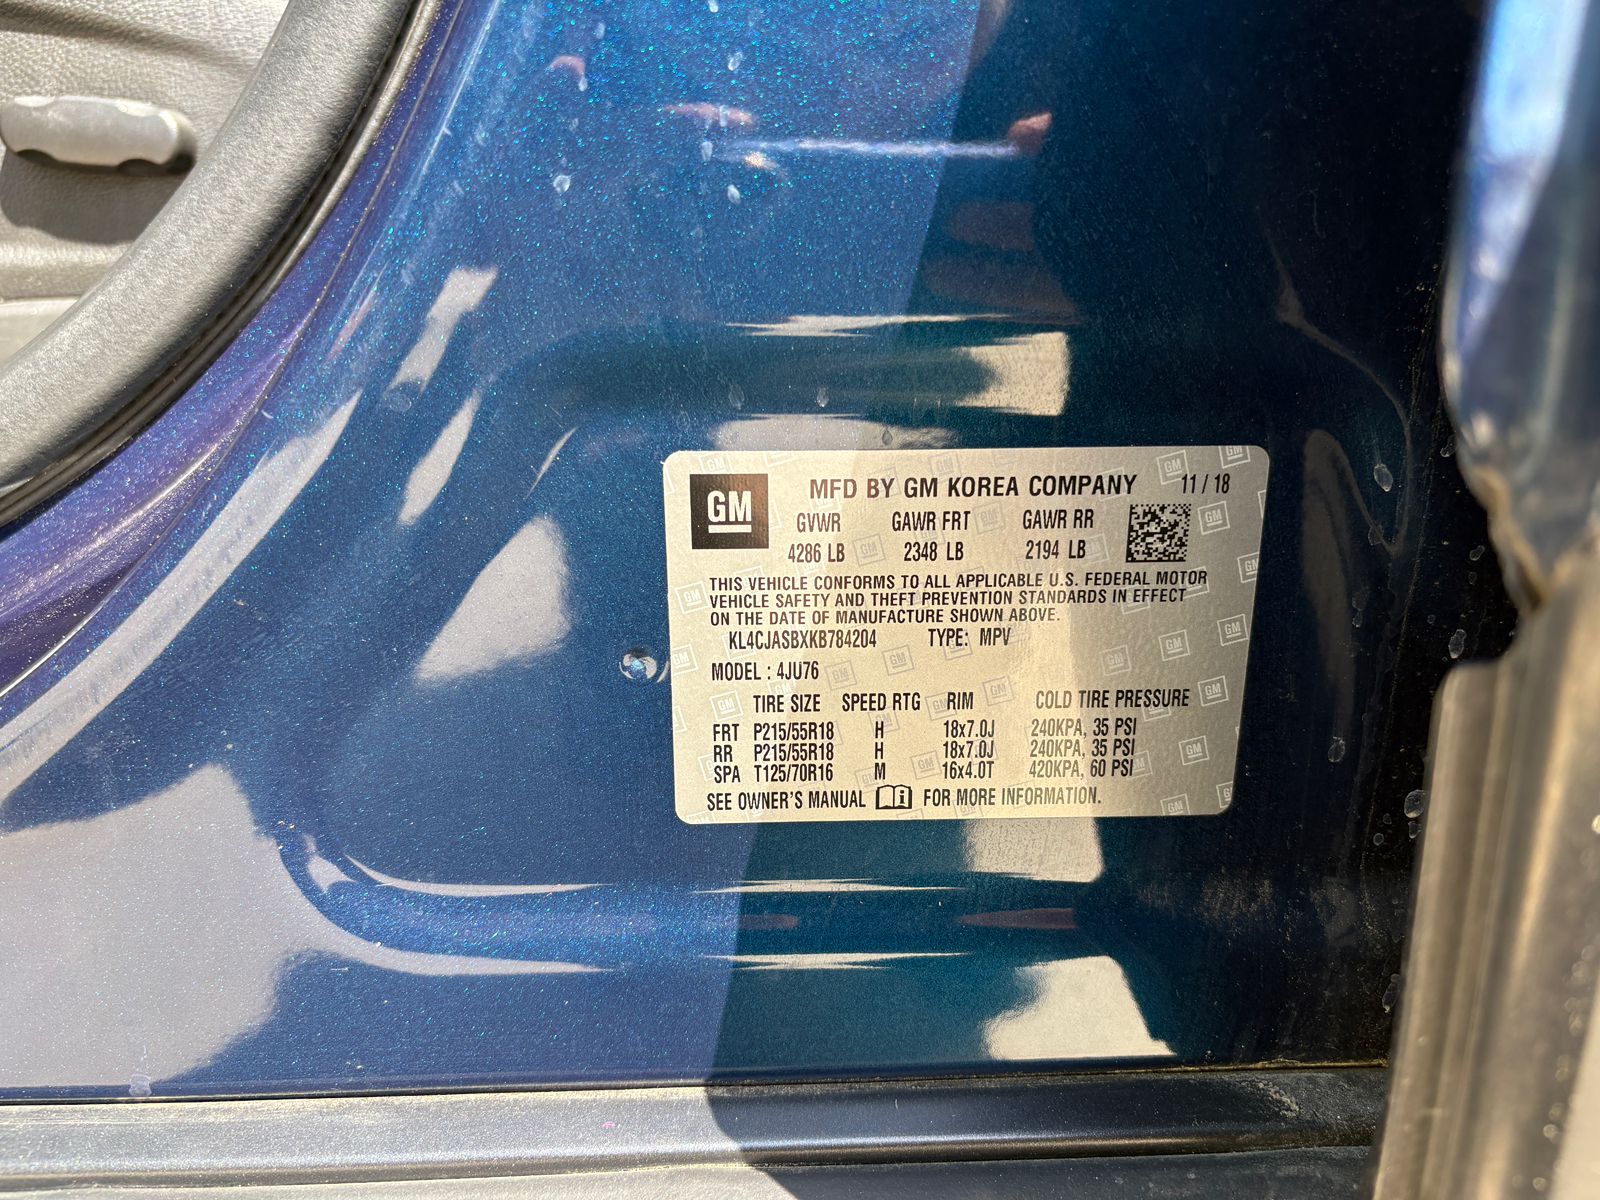 GM
MFD BY GM KOREA COMPANY 11 / 18
GVWR GAWR FRT GAWR RR
4286 LB 2348 LB 2194 LB
THIS VEHICLE CONFORMS TO ALL APPLICABLE U.S. FEDERAL MOTOR
VEHICLE SAFETY AND THEFT PREVENTION STANDARDS IN EFFECT
ON THE DATE OF MANUFACTURE SHOWN ABOVE.
KL4CJASBXKB784204 TYPE: MPV
MODEL : 4JU76
TIRE SIZE SPEED RTG RIM COLD TIRE PRESSURE
FRT P215/55R18 H 18x7.0J 240KPA, 35 PSI
RR P215/55R18 H 18x7.0J 240KPA, 35 PSI
SPA T125/70R16 M 16x4.0T 420KPA, 60 PSI
SEE OWNER'S MANUAL FOR MORE INFORMATION.